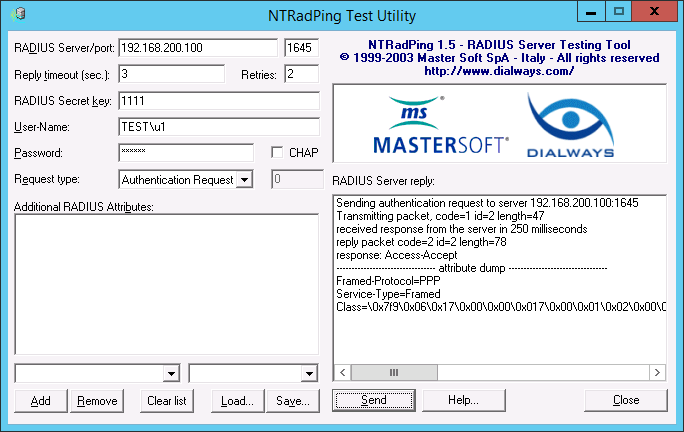 NTRadPing Test Utility
RADIUS Server/port: 192.168.200.100 1645
Reply timeout (sec.): 3 Retries: 2
RADIUS Secret key: 1111
User-Name: TEST\u1
Password: ****** CHAP
Request type: Authentication Request 0
Additional RADIUS Attributes:
Add Remove Clear list Load... Save...
NTRadPing 1.5 - RADIUS Server Testing Tool
© 1999-2003 Master Soft SpA - Italy - All rights reserved
http://www.dialways.com/
ms
MASTERSOFT® DIALWAYS
RADIUS Server reply:
Sending authentication request to server 192.168.200.100:1645
Transmitting packet, code=1 id=2 length=47
received response from the server in 250 milliseconds
reply packet code=2 id=2 length=78
response: Access-Accept
------------------------------- attribute dump --------------------------------
Framed-Protocol=PPP
Service-Type=Framed
Class=\0x7f9\0x06\0x17\0x00\0x00\0x017\0x00\0x01\0x02\0x00\0
Send Help... Close